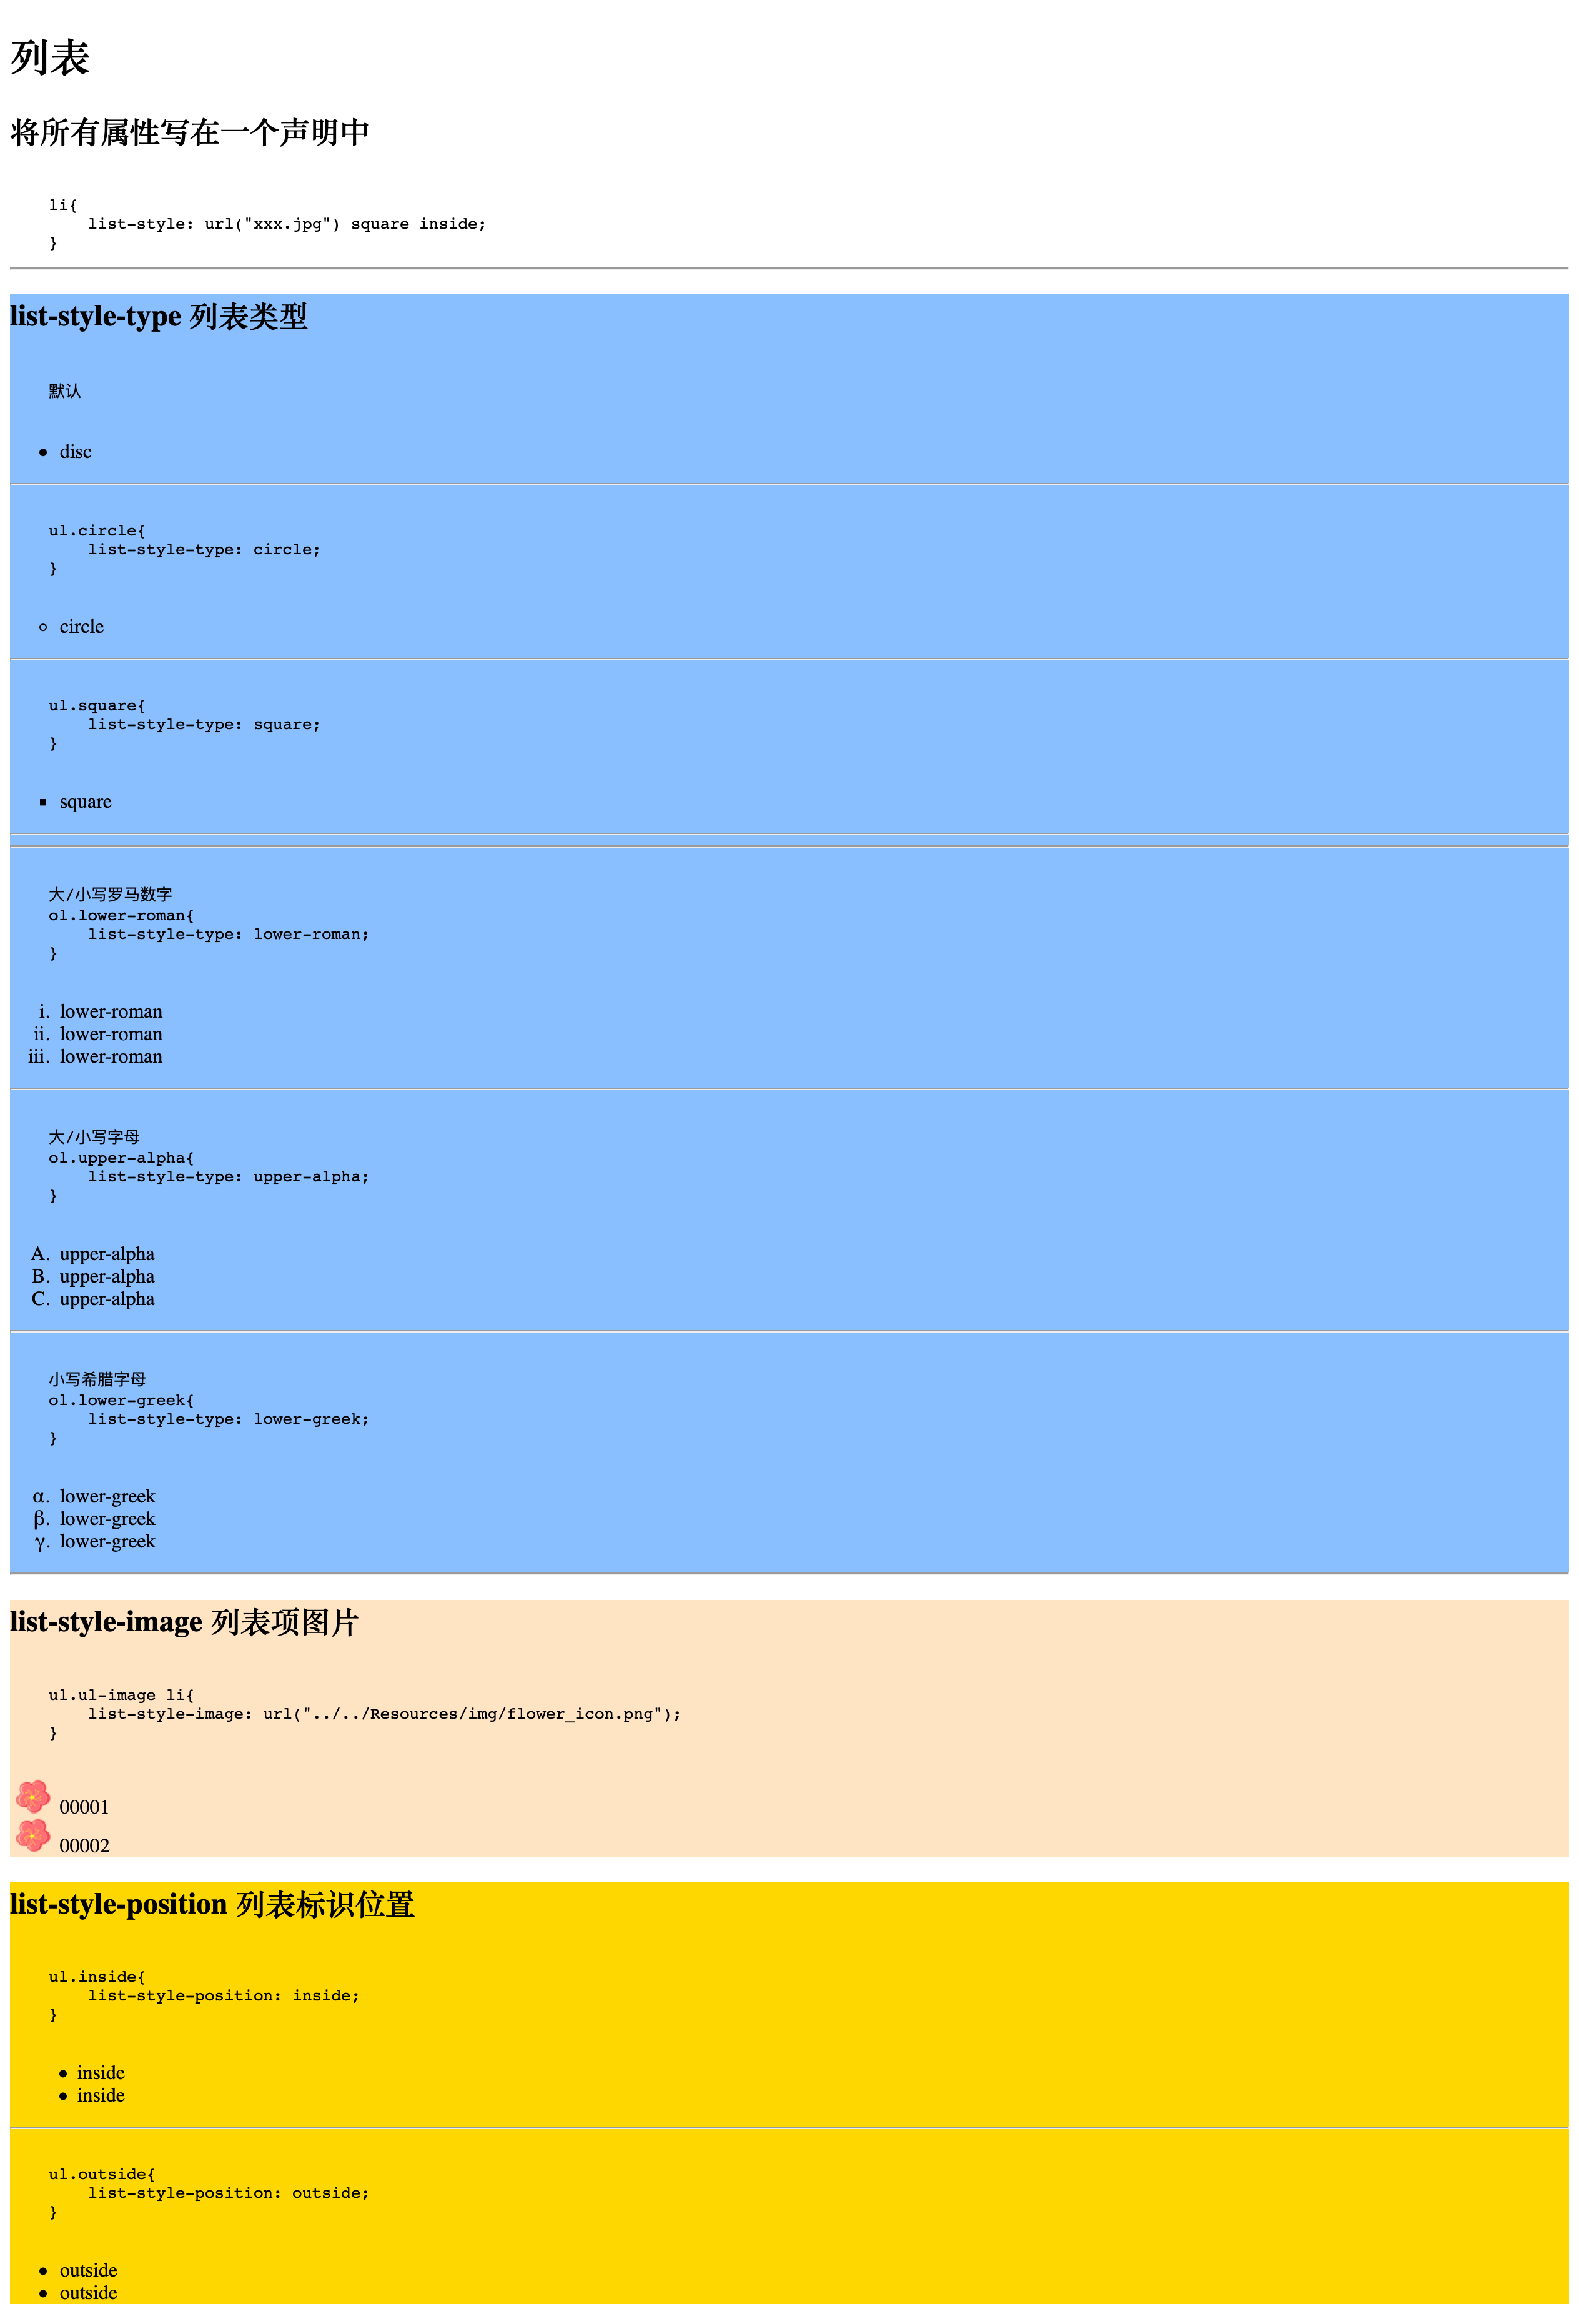 列表
将所有属性写在一个声明中
li{
    list-style: url("xxx.jpg") square inside;
}
list-style-type 列表类型
默认
• disc
ul.circle{
    list-style-type: circle;
}
◦ circle
ul.square{
    list-style-type: square;
}
▪ square
大/小写罗马数字
ol.lower-roman{
    list-style-type: lower-roman;
}
i. lower-roman
ii. lower-roman
iii. lower-roman
大/小写字母
ol.upper-alpha{
    list-style-type: upper-alpha;
}
A. upper-alpha
B. upper-alpha
C. upper-alpha
小写希腊字母
ol.lower-greek{
    list-style-type: lower-greek;
}
α. lower-greek
β. lower-greek
γ. lower-greek
list-style-image 列表项图片
ul.ul-image li{
    list-style-image: url("../../Resources/img/flower_icon.png");
}
00001
00002
list-style-position 列表标识位置
ul.inside{
    list-style-position: inside;
}
• inside
• inside
ul.outside{
    list-style-position: outside;
}
• outside
• outside